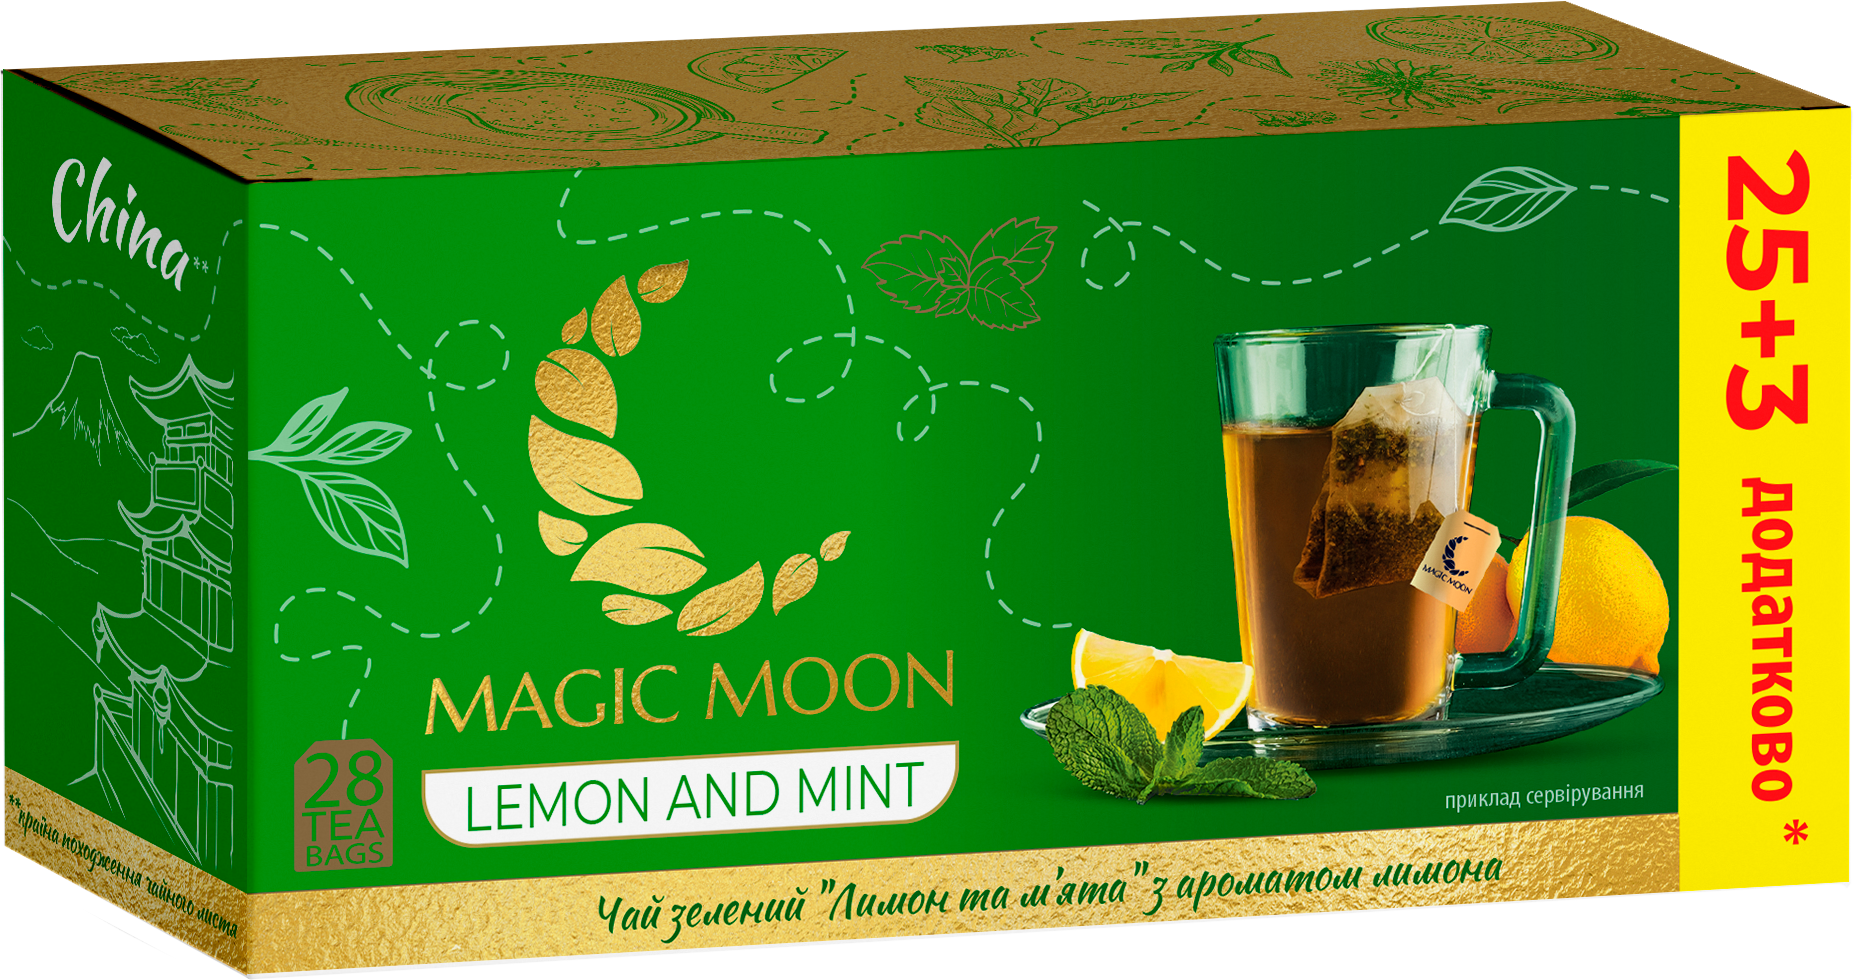 China**
**країна походження чайного листа
MAGIC MOON
LEMON AND MINT
28
TEA
BAGS
MAGIC MOON
приклад сервірування
Чай зелений "Лимон та м'ята" з ароматом лимона
25+3 додатково *